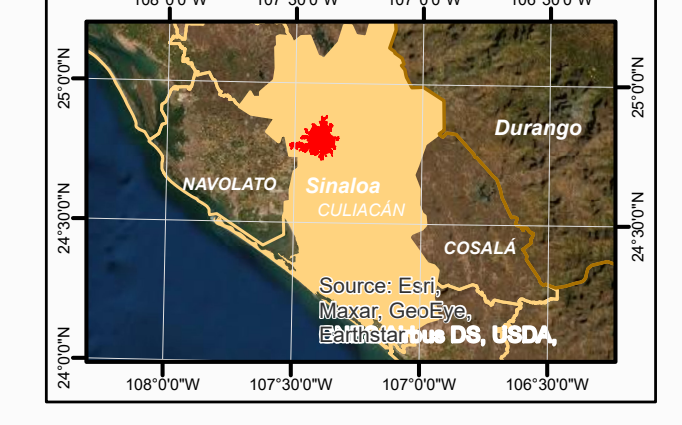 108°0'0"W 107°30'0"W 107°0'0"W 106°30'0"W
25°0'0"N 25°0'0"N
Durango
NAVOLATO Sinaloa
CULIACÁN
24°30'0"N 24°30'0"N
COSALÁ
Source: Esri,
Maxar, GeoEye,
Earthstar
bus DS, USDA,
24°0'0"N
108°0'0"W 107°30'0"W 107°0'0"W 106°30'0"W